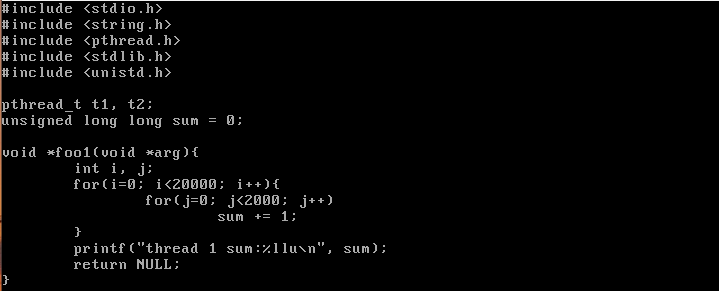 #include <stdio.h>
#include <string.h>
#include <pthread.h>
#include <stdlib.h>
#include <unistd.h>

pthread_t t1, t2;
unsigned long long sum = 0;

void *foo1(void *arg){
        int i, j;
        for(i=0; i<20000; i++){
                for(j=0; j<2000; j++)
                        sum += 1;
        }
        printf("thread 1 sum:%llu\n", sum);
        return NULL;
}